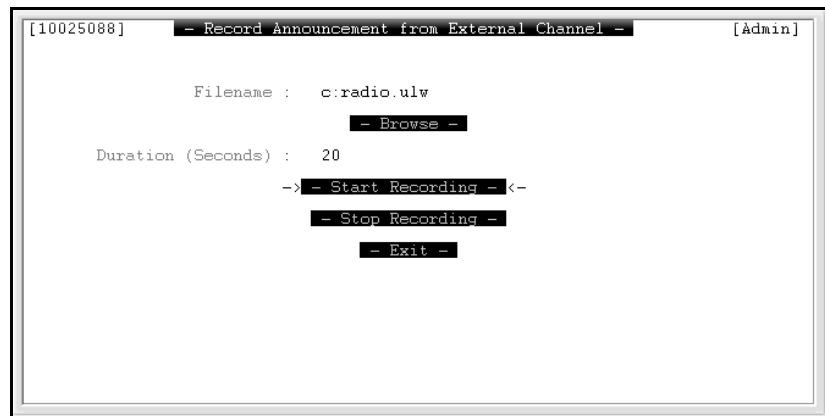 [10025088] - Record Announcement from External Channel - [Admin]
Filename : c:radio.ulw
- Browse -
Duration (Seconds) : 20
-> - Start Recording - <-
- Stop Recording -
- Exit -